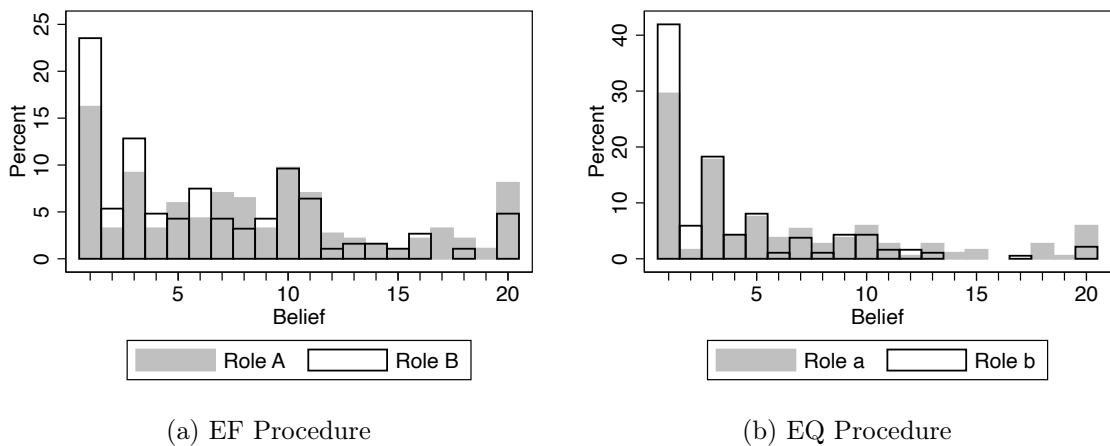 25
20
15
10
5
0
Percent
5
10
15
20
Belief
Role A
Role B
(a) EF Procedure
40
30
20
10
0
Percent
5
10
15
20
Belief
Role a
Role b
(b) EQ Procedure